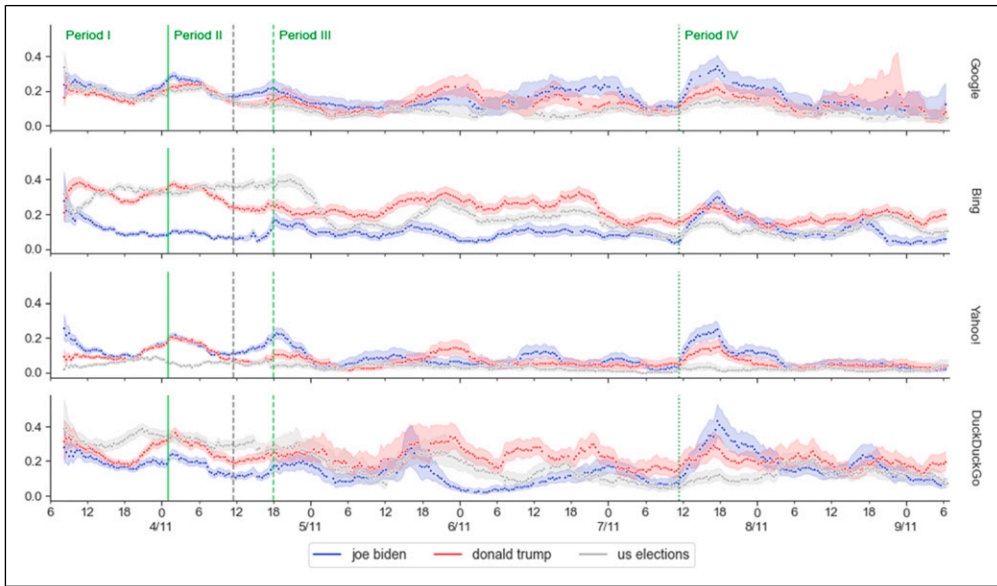 Period I Period II Period III Period IV
0.4
0.2
0.0
Google
0.4
0.2
0.0
Bing
0.4
0.2
0.0
Yahoo!
0.4
0.2
0.0
DuckDuckGo
6 12 18 0 6 12 18 0 6 12 18 0 6 12 18 0 6 12 18 0 6 12 18 0 6
4/11 5/11 6/11 7/11 8/11 9/11
joe biden donald trump us elections